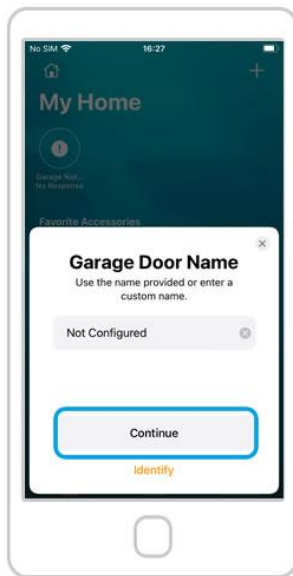 No SIM 16:27
My Home
Garage Not...
No Response
Favorite Accessories
Garage Door Name
Use the name provided or enter a
custom name.
Not Configured
Continue
Identify